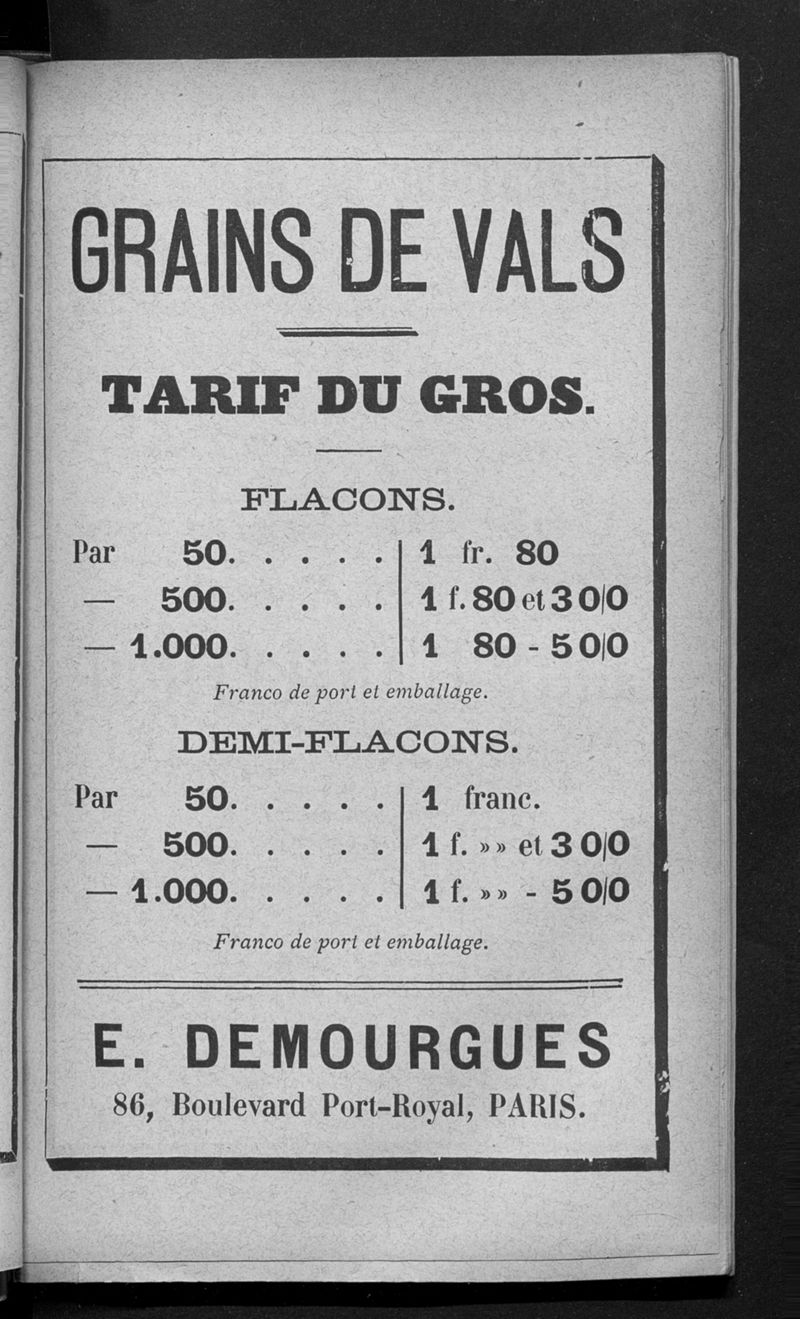 GRAINS DE VALS
TARIF DU GROS.
FLACONS.
Par 50. . . . . 1 fr. 80
— 500. . . . . 1 f. 80 et 3 0/0
— 1.000. . . . . 1 80 - 5 0/0
Franco de port et emballage.
DEMI-FLACONS.
Par 50. . . . . 1 franc.
— 500. . . . . 1 f. »» et 3 0/0
— 1.000. . . . . 1 f. »» - 5 0/0
Franco de port et emballage.
E. DEMOURGUES
86, Boulevard Port-Royal, PARIS.